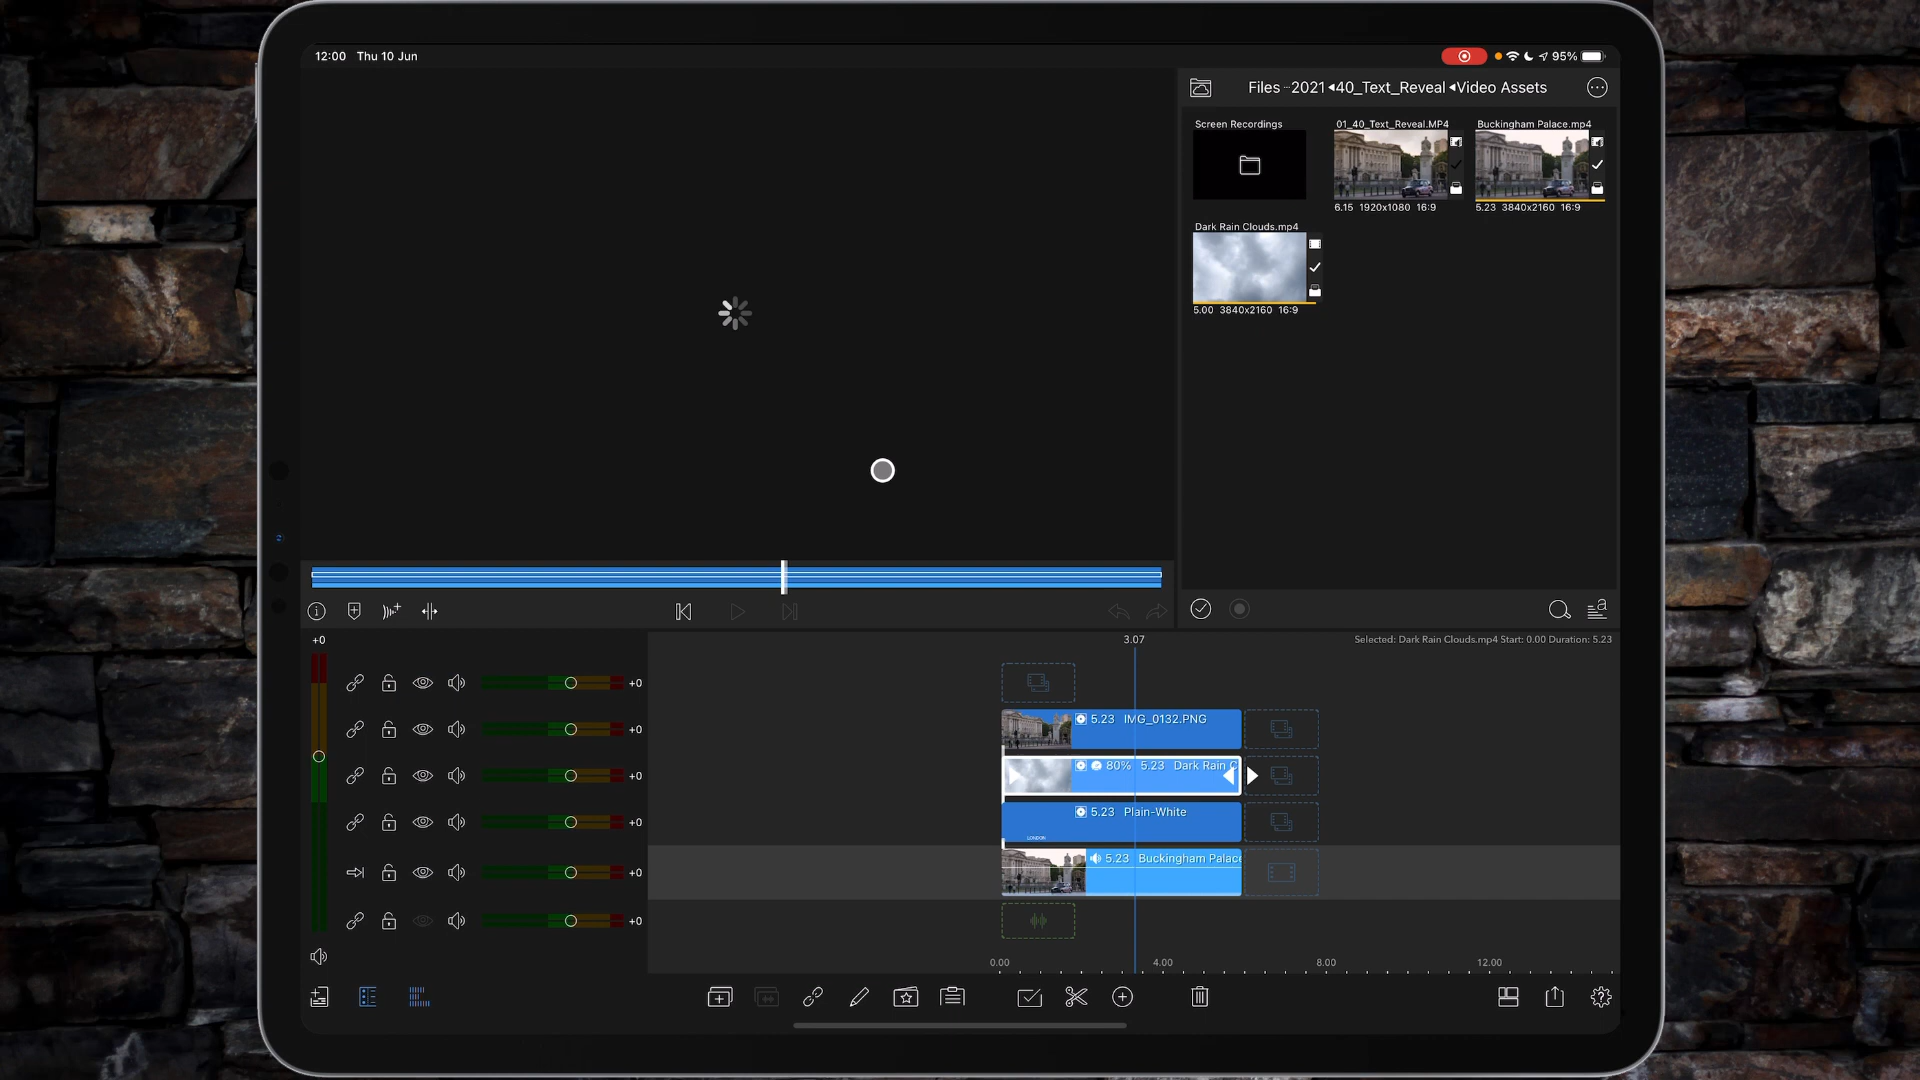 12:00 Thu 10 Jun
95%
Files 2021 40_Text_Reveal Video Assets
Screen Recordings
01_40_Text_Reveal.MP4
Buckingham Palace.mp4
6.15 1920x1080 16:9
5.23 3840x2160 16:9
Dark Rain Clouds.mp4
5.00 3840x2160 16:9
+0
3.07
Selected: Dark Rain Clouds.mp4 Start: 0.00 Duration: 5.23
+0
+0
5.23 IMG_0132.PNG
+0
80% 5.23 Dark Rain C
+0
5.23 Plain-White
LONDON
+0
5.23 Buckingham Palace
+0
0.00 4.00 8.00 12.00